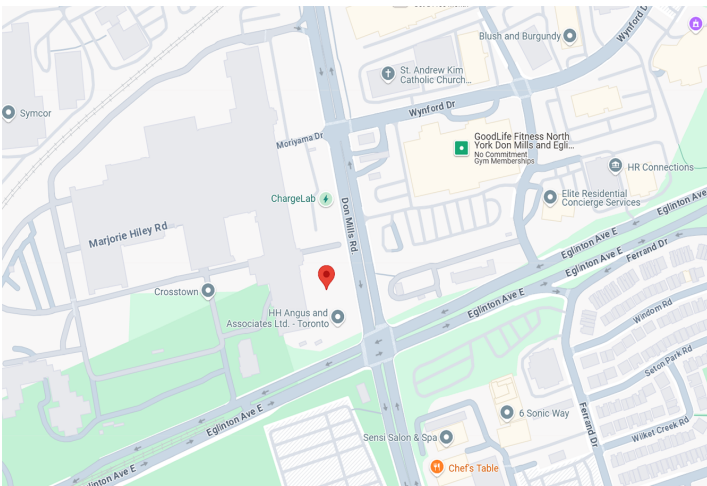 Wynford Dr
Blush and Burgundy
St. Andrew Kim
Catholic Church...
Wynford Dr
Symcor
Moriyama Dr
GoodLife Fitness North
York Don Mills and Egli...
No Commitment
Gym Memberships
HR Connections
ChargeLab
Elite Residential
Concierge Services
Don Mills Rd
Marjorie Hiley Rd
Eglinton Ave E
Eglinton Ave E
Ferrand Dr
Eglinton Ave E
Crosstown
Eglinton Ave E
HH Angus and
Associates Ltd. - Toronto
Windom Rd
Seton Park Rd
Eglinton Ave E
6 Sonic Way
Ferrand Dr
Wilket Creek Rd
Sensi Salon & Spa
Chef's Table
linton Ave E